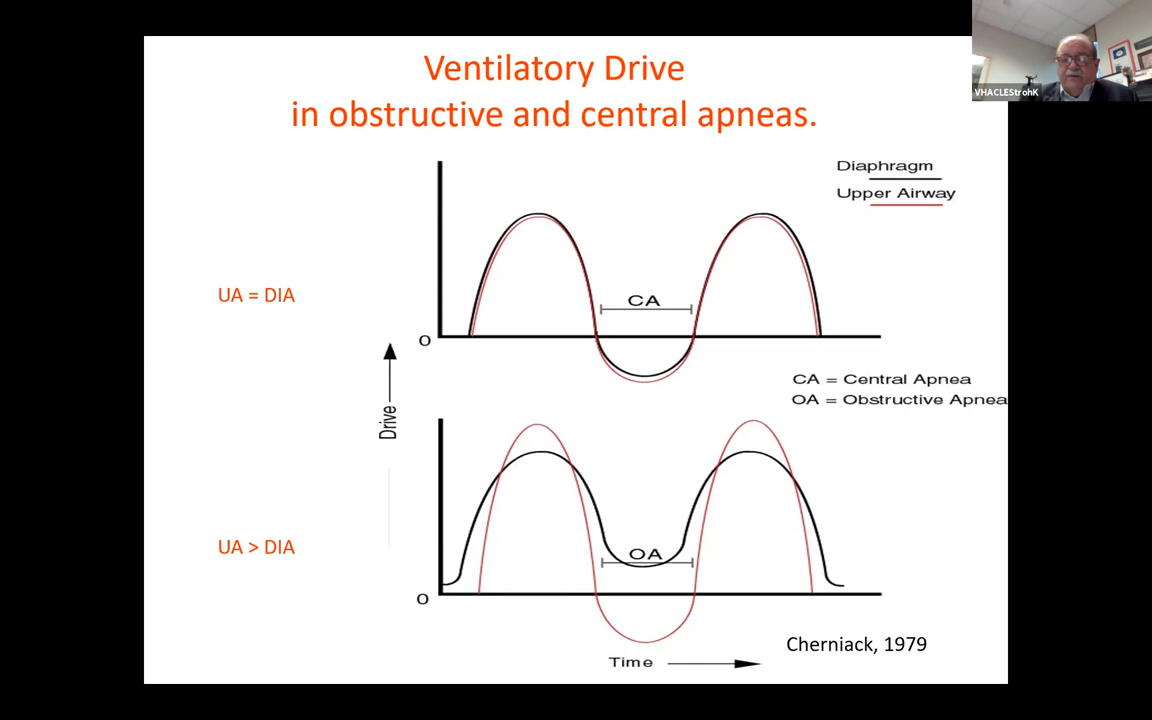 Ventilatory Drive
in obstructive and central apneas.
VHACLEStrohK
Diaphragm
Upper Airway
UA = DIA
CA
O
CA = Central Apnea
OA = Obstructive Apnea
Drive
UA > DIA
OA
O
Cherniack, 1979
Time